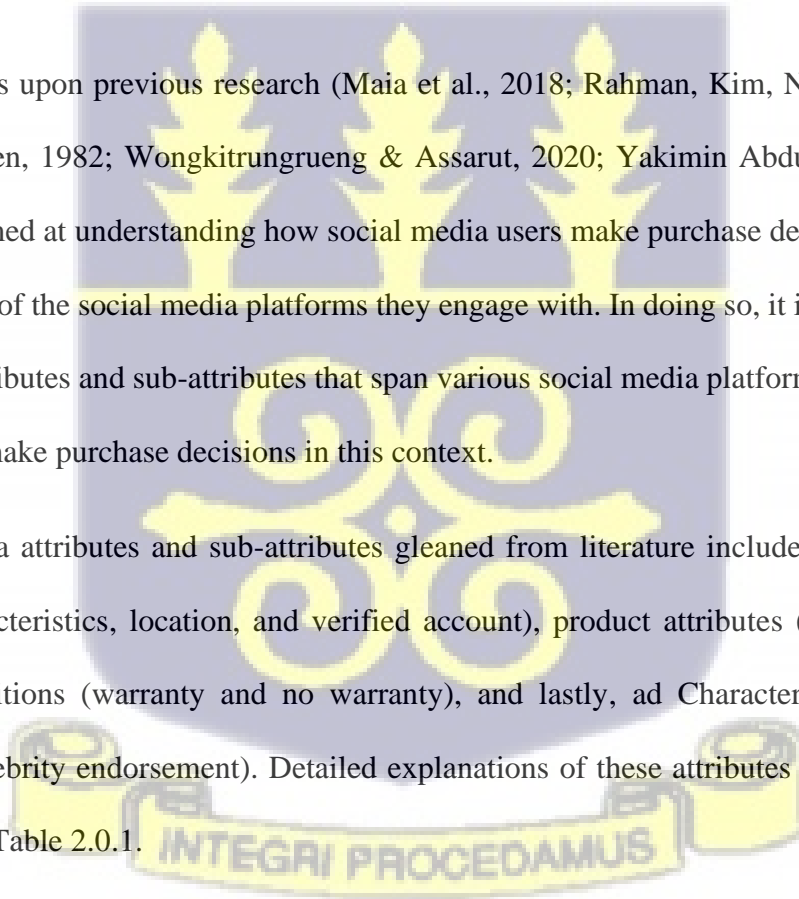 s upon previous research (Maia et al., 2018; Rahman, Kim, N
en, 1982; Wongkitrungrueng & Assarut, 2020; Yakimin Abdu
ned at understanding how social media users make purchase de
of the social media platforms they engage with. In doing so, it i
ibutes and sub-attributes that span various social media platforn
nake purchase decisions in this context.
a attributes and sub-attributes gleaned from literature include
cteristics, location, and verified account), product attributes (
itions (warranty and no warranty), and lastly, ad Character
ebrity endorsement). Detailed explanations of these attributes
Table 2.0.1.
INTEGRI PROCEDAMUS